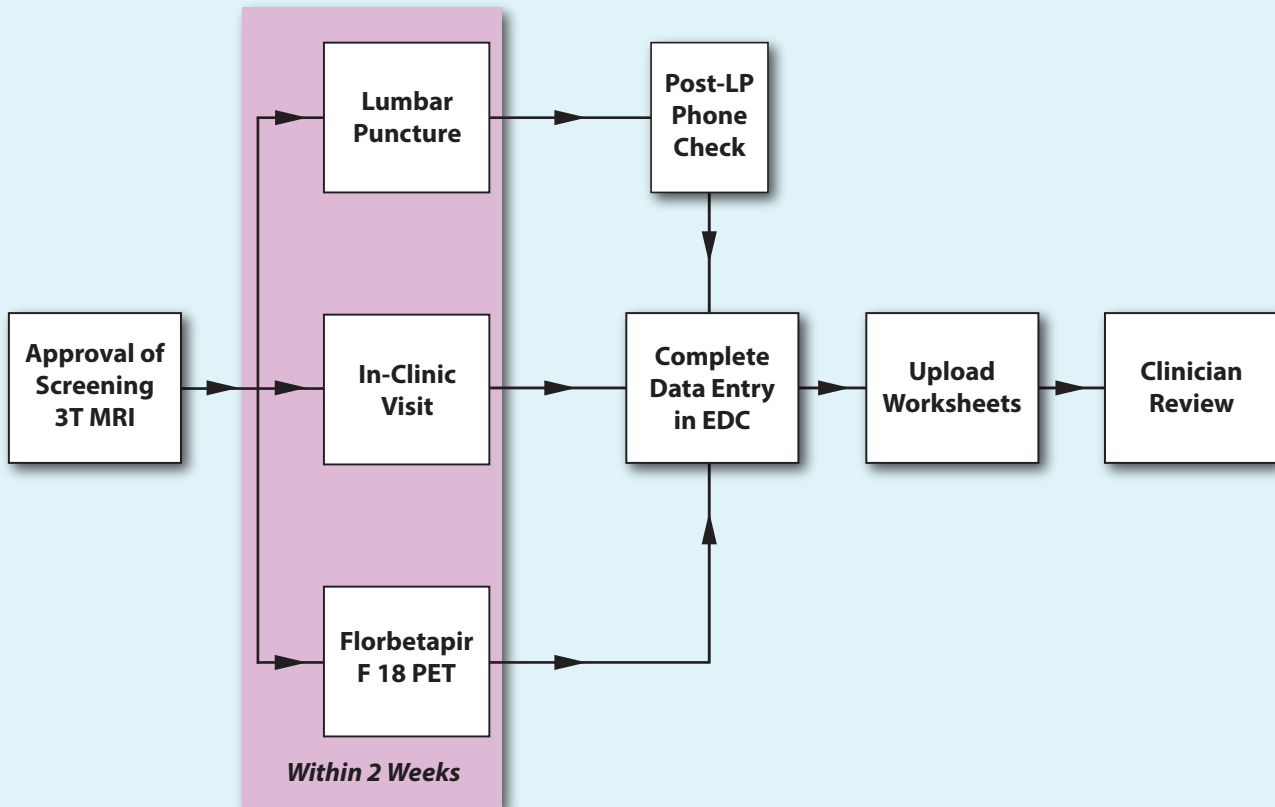 Lumbar
Puncture
Post-LP
Phone
Check
Approval of
Screening
3T MRI
In-Clinic
Visit
Complete
Data Entry
in EDC
Upload
Worksheets
Clinician
Review
Florbetapir
F 18 PET
Within 2 Weeks